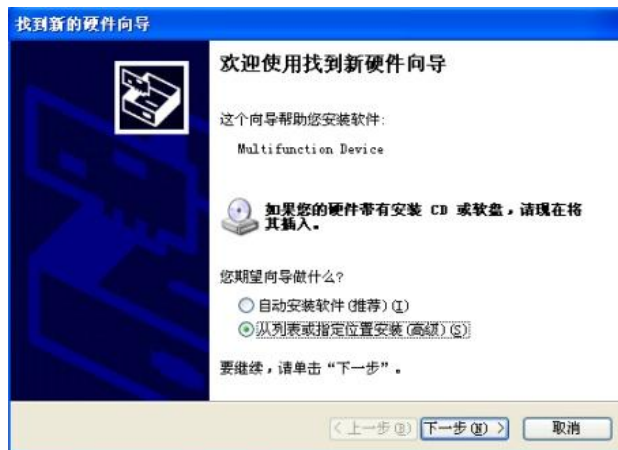 找到新的硬件向导
欢迎使用找到新硬件向导
这个向导帮助您安装软件:
Multifunction Device
如果您的硬件带有安装 CD 或软盘，请现在将
其插入。
您期望向导做什么?
自动安装软件(推荐)(I)
从列表或指定位置安装(高级)(S)
要继续，请单击“下一步”。
<上一步(B) 下一步(N)> 取消